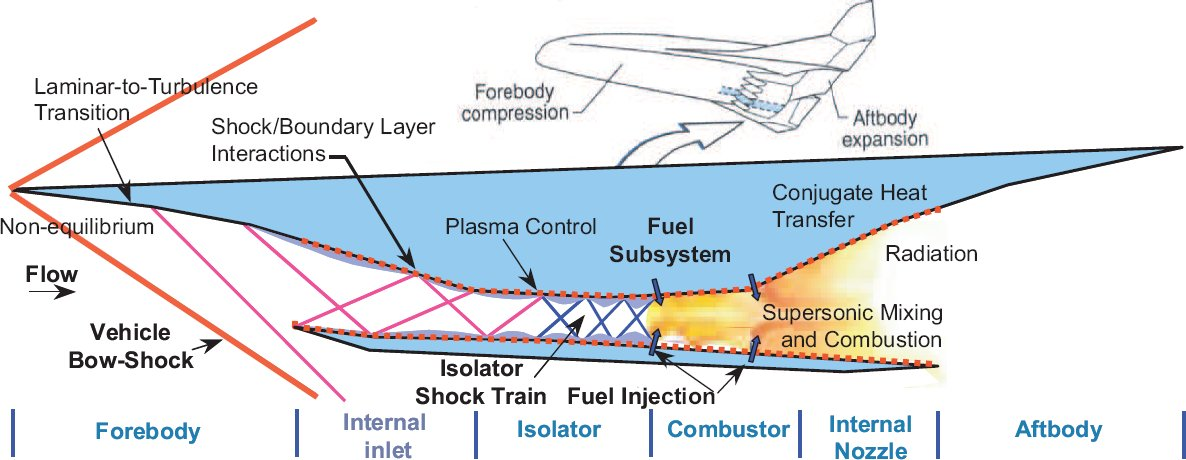 Laminar-to-Turbulence
Transition
Shock/Boundary Layer
Interactions
Forebody
compression
Aftbody
expansion
Non-equilibrium
Flow
Vehicle
Bow-Shock
Plasma Control
Fuel
Subsystem
Conjugate Heat
Transfer
Radiation
Supersonic Mixing
and Combustion
Isolator
Shock Train
Fuel Injection
Forebody
Internal
inlet
Isolator
Combustor
Internal
Nozzle
Aftbody